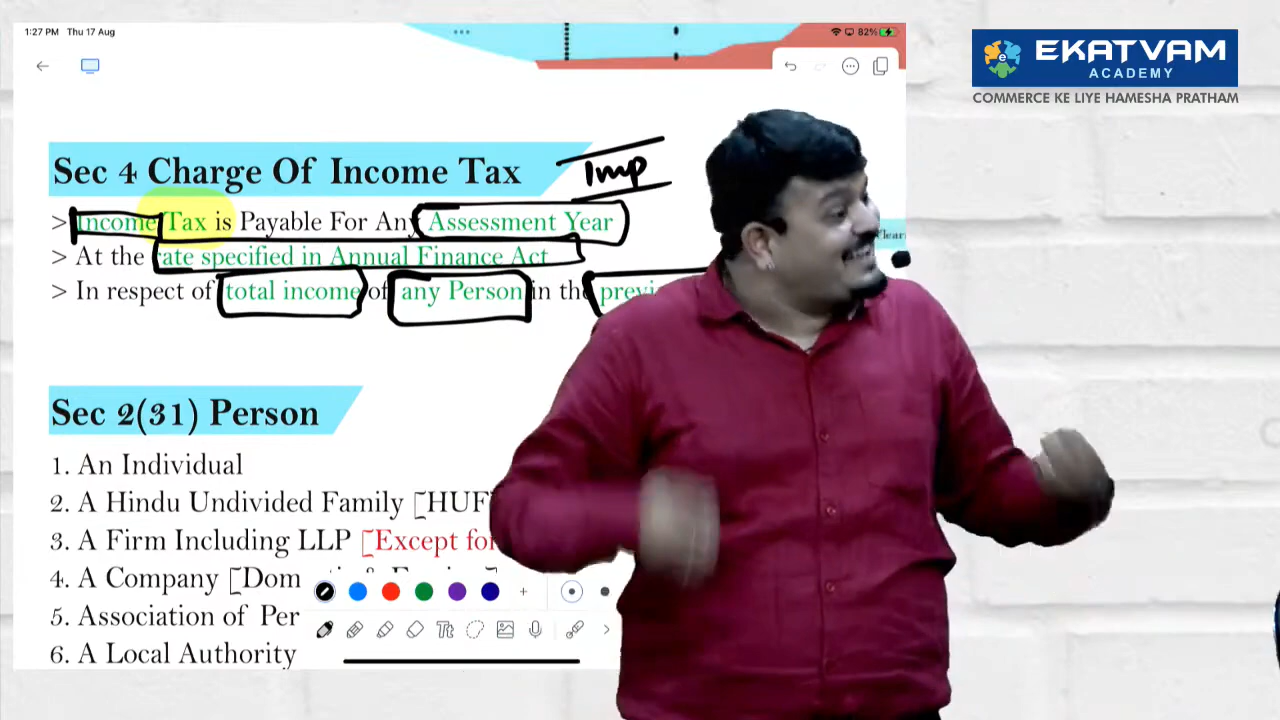 1:27 PM Thu 17 Aug
82%
EKATVAM
ACADEMY
COMMERCE KE LIYE HAMESHA PRATHAM
Sec 4 Charge Of Income Tax
Imp
> Income Tax is Payable For Any Assessment Year
> At the rate specified in Annual Finance Act
> In respect of total income of any Person in the previ
Sec 2(31) Person
1. An Individual
2. A Hindu Undivided Family [HUF
3. A Firm Including LLP [Except for
4. A Company [Dom
5. Association of Per
6. A Local Authority
Tt